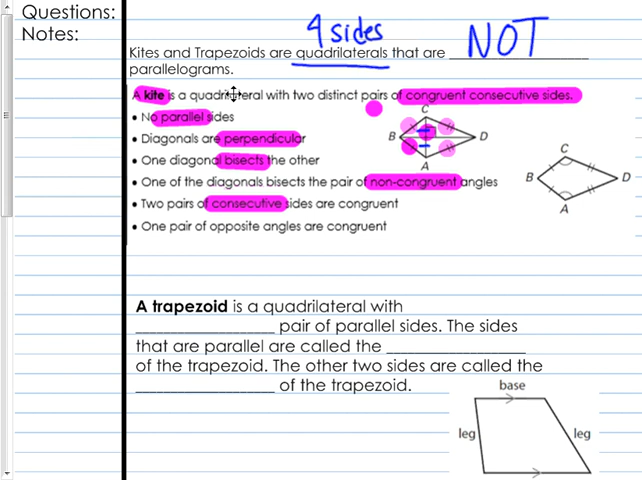 Questions:
Notes:
4 sides
Kites and Trapezoids are quadrilaterals that are NOT
parallelograms.
A kite is a quadrilateral with two distinct pairs of congruent consecutive sides.
• No parallel sides
• Diagonals are perpendicular
• One diagonal bisects the other
• One of the diagonals bisects the pair of non-congruent angles
• Two pairs of consecutive sides are congruent
• One pair of opposite angles are congruent
C
B
D
A
C
B
D
A
A trapezoid is a quadrilateral with
______________ pair of parallel sides. The sides
that are parallel are called the ______________
of the trapezoid. The other two sides are called the
______________ of the trapezoid.
base
leg
leg